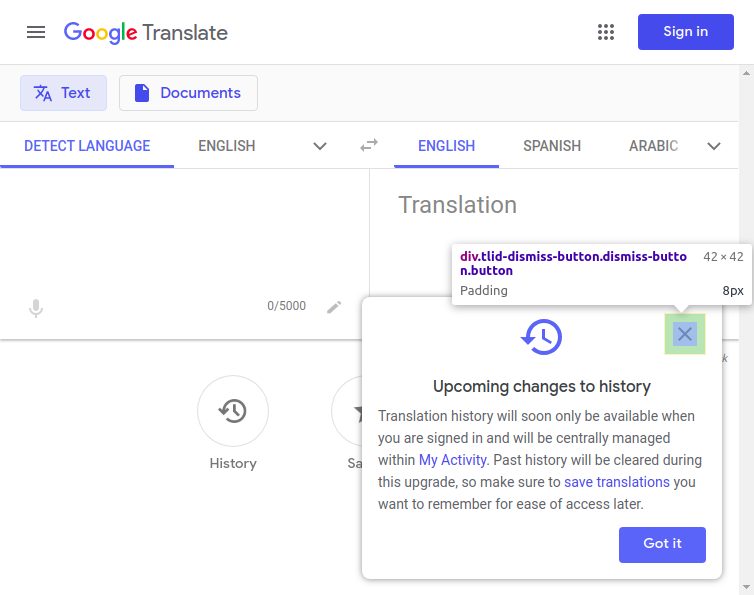 Google Translate
Sign in
Text
Documents
DETECT LANGUAGE
ENGLISH
ENGLISH
SPANISH
ARABIC
Translation
div.tlid-dismiss-button.dismiss-butto
n.button
42 × 42
Padding
8px
0/5000
Upcoming changes to history
Translation history will soon only be available when
you are signed in and will be centrally managed
within My Activity. Past history will be cleared during
this upgrade, so make sure to save translations you
want to remember for ease of access later.
Got it
History
Sa
k